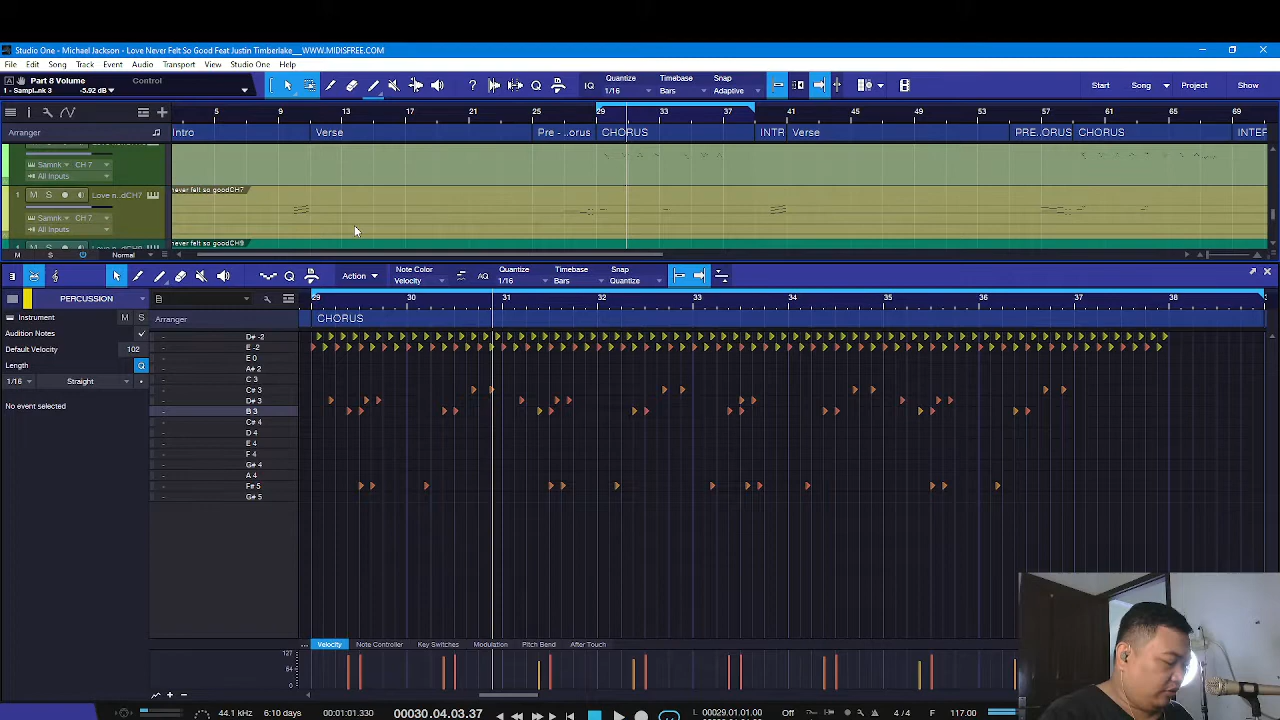 Studio One - Michael Jackson - Love Never Felt So Good Feat Justin Timberlake__WWW.MIDISFREE.COM
File Edit Song Track Event Audio Transport View Studio One Help
Part 8 Volume Control
1 - Sampl..nk 3 -5.92 dB
IQ Quantize 1/16 Timebase Bars Snap Adaptive
Start Song Project Show
5 9 13 17 21 25 29 33 37 41 45 49 53 57 61 65 69
Arranger Intro Verse Pre - ..orus CHORUS INTR Verse PRE..ORUS CHORUS INTEF
Samnk CH 7
All Inputs
never felt so goodCH7
1 M S Love n..dCH7
Samnk CH 7
All Inputs
never felt so goodCH9
M S Normal
Action Note Color Velocity AQ Quantize 1/16 Timebase Bars Snap Quantize
PERCUSSION B
29 30 31 32 33 34 35 36 37 38
Instrument M S Arranger CHORUS
Audition Notes
Default Velocity 102
Length Q
1/16 Straight
No event selected
D# -2
E -2
E 0
A# 2
C 3
C# 3
D# 3
B 3
C# 4
D 4
E 4
F 4
G# 4
A 4
F# 5
G# 5
Velocity Note Controller Key Switches Modulation Pitch Bend After Touch
127
64
0
44.1 kHz 6:10 days 00001:01:01.330 00030.04.03.37 L 00029.01.01.00 Off 4 / 4 F 117.00